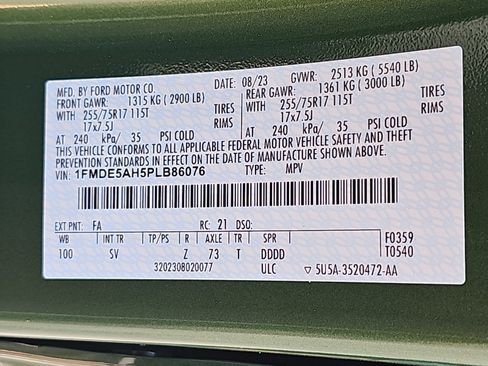 MFD. BY FORD MOTOR CO. DATE: 08/23 GVWR: 2513 KG ( 5540 LB)
FRONT GAWR: 1315 KG ( 2900 LB) REAR GAWR: 1361 KG ( 3000 LB)
WITH 255/75R17 115T TIRES WITH 255/75R17 115T TIRES
17x7.5J RIMS 17x7.5J RIMS
AT 240 kPa/ 35 PSI COLD AT 240 kPa/ 35 PSI COLD
THIS VEHICLE CONFORMS TO ALL APPLICABLE FEDERAL MOTOR VEHICLE SAFETY AND THEFT
PREVENTION STANDARDS IN EFFECT ON THE DATE OF MANUFACTURE SHOWN ABOVE.
VIN: 1FMDE5AH5PLB86076 TYPE: MPV
EXT PNT: FA RC: 21 DSO:
WB INT TR TP/PS R AXLE TR SPR F0359
100 SV Z 73 T DDDD T0540
3202308020077 ULC ▽ 5U5A-3520472-AA